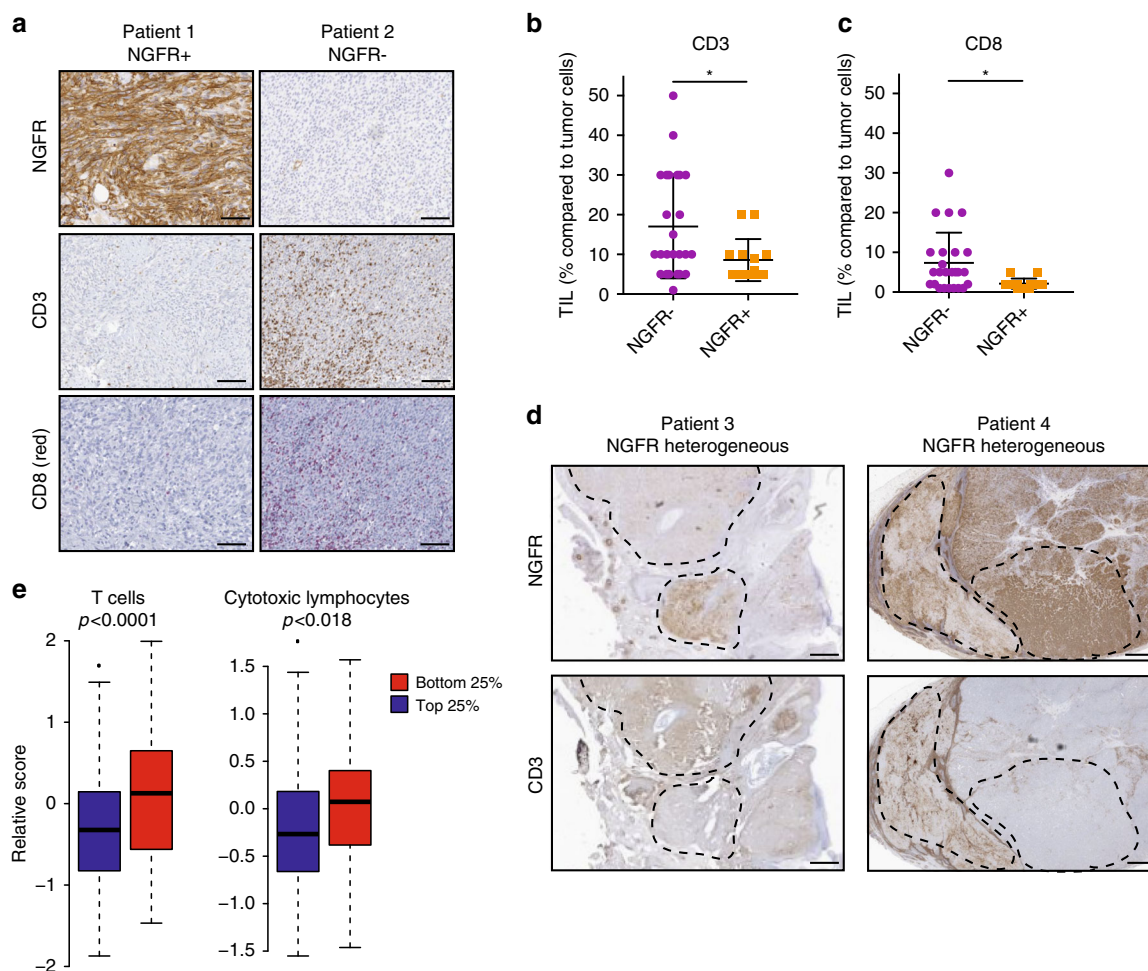 a
Patient 1
NGFR+
Patient 2
NGFR-
NGFR
CD3
CD8 (red)
b
CD3
*
TIL (% compared to tumor cells)
50
40
30
20
10
0
NGFR-
NGFR+
c
CD8
*
TIL (% compared to tumor cells)
50
40
30
20
10
0
NGFR-
NGFR+
d
Patient 3
NGFR heterogeneous
Patient 4
NGFR heterogeneous
NGFR
CD3
e
T cells
p<0.0001
Relative score
2
1
0
−1
−2
Cytotoxic lymphocytes
p<0.018
1.5
1.0
0.5
0.0
−0.5
−1.0
−1.5
Bottom 25%
Top 25%